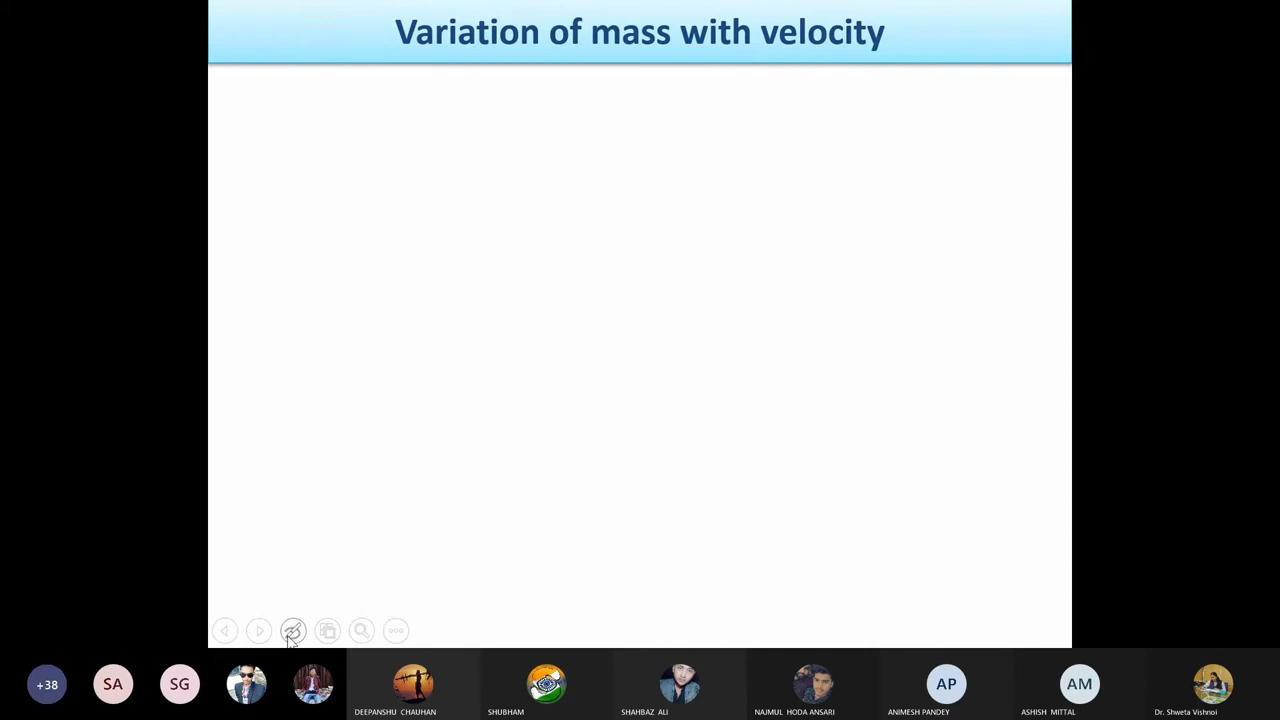 Variation of mass with velocity
+38
SA
SG
DEEPANSHU CHAUHAN
SHUBHAM
SHAHBAZ ALI
NAJMUL HODA ANSARI
AP
ANIMESH PANDEY
AM
ASHISH MITTAL
Dr. Shweta Vishnoi